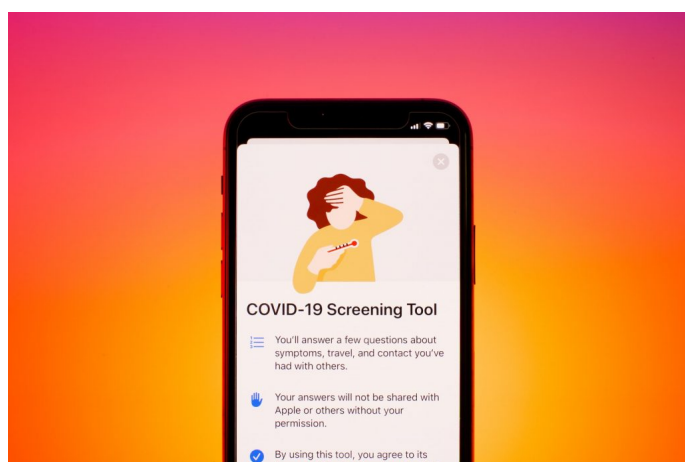 COVID-19 Screening Tool
You'll answer a few questions about
symptoms, travel, and contact you've
had with others.
Your answers will not be shared with
Apple or others without your
permission.
By using this tool, you agree to its